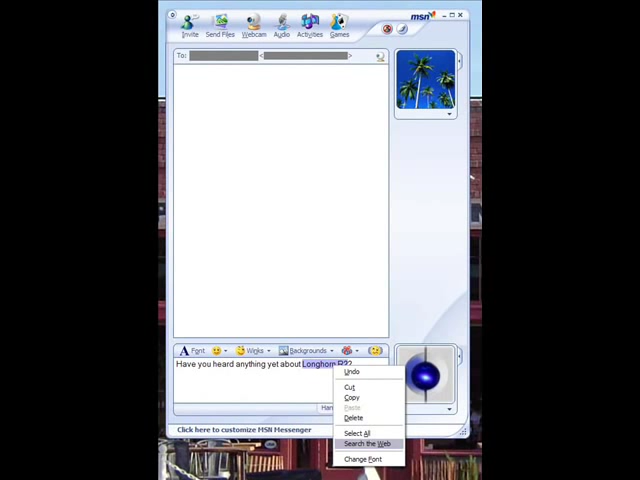 msn
Invite Send Files Webcam Audio Activities Games
To: < >
Font Winks Backgrounds
Have you heard anything yet about Longhorn R2?
Undo
Cut
Copy
Paste
Delete
Select All
Search the Web
Change Font
Click here to customize MSN Messenger